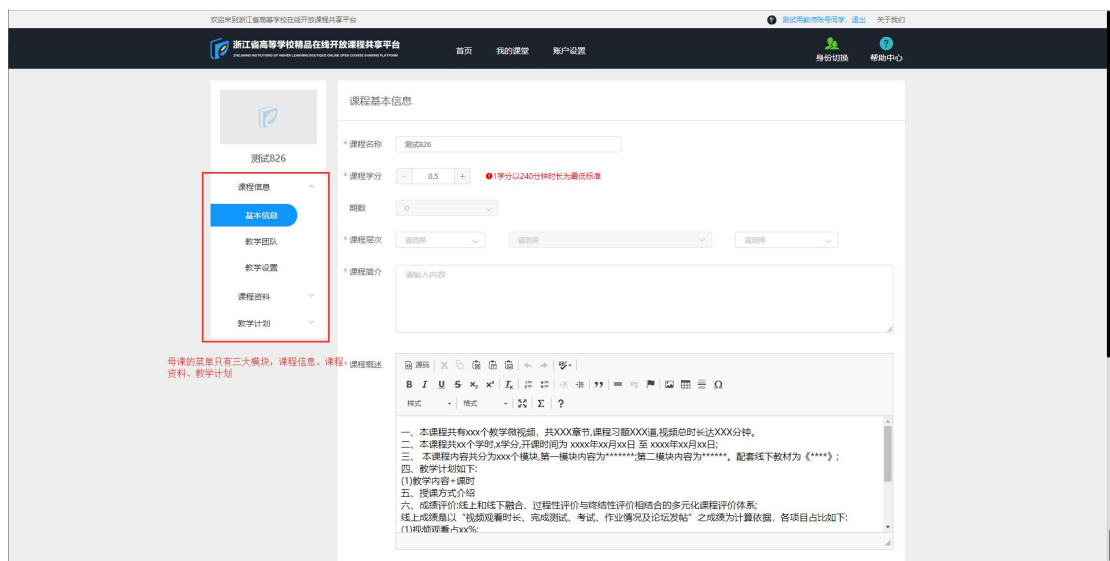 欢迎来到浙江省高等学校在线开放课程共享平台
测试用教师账号同学，退出 关于我们
浙江省高等学校精品在线开放课程共享平台
首页 我的课堂 账户设置
身份切换 帮助中心
测试826
课程信息
基本信息
教学团队
教学设置
课程资料
教学计划
母课的菜单只有三大模块：课程信息、课程
资料、教学计划
课程基本信息
* 课程名称 测试826
* 课程学分 - 0.5 + 1学分以240分钟时长为最低标准
期数 0
* 课程层次 请选择 请选择 请选择
* 课程简介 请输入内容
课程概述
源码
B I U S x₂ x² Iₓ
样式 格式 Σ ?
一、本课程共有xxx个教学微视频，共XXX章节,课程习题XXX道,视频总时长达XXX分钟。
二、本课程共xx个学时,x学分,开课时间为 xxxx年xx月xx日 至 xxxx年xx月xx日;
三、 本课程内容共分为xxx个模块,第一模块内容为*******;第二模块内容为******。配套线下教材为《****》;
四、教学计划如下:
(1)教学内容+课时
五、授课方式介绍
六、成绩评价:线上和线下融合、过程性评价与终结性评价相结合的多元化课程评价体系;
线上成绩是以“视频观看时长、完成测试、考试、作业情况及论坛发帖”之成绩为计算依据，各项目占比如下:
(1)视频观看占xx%;